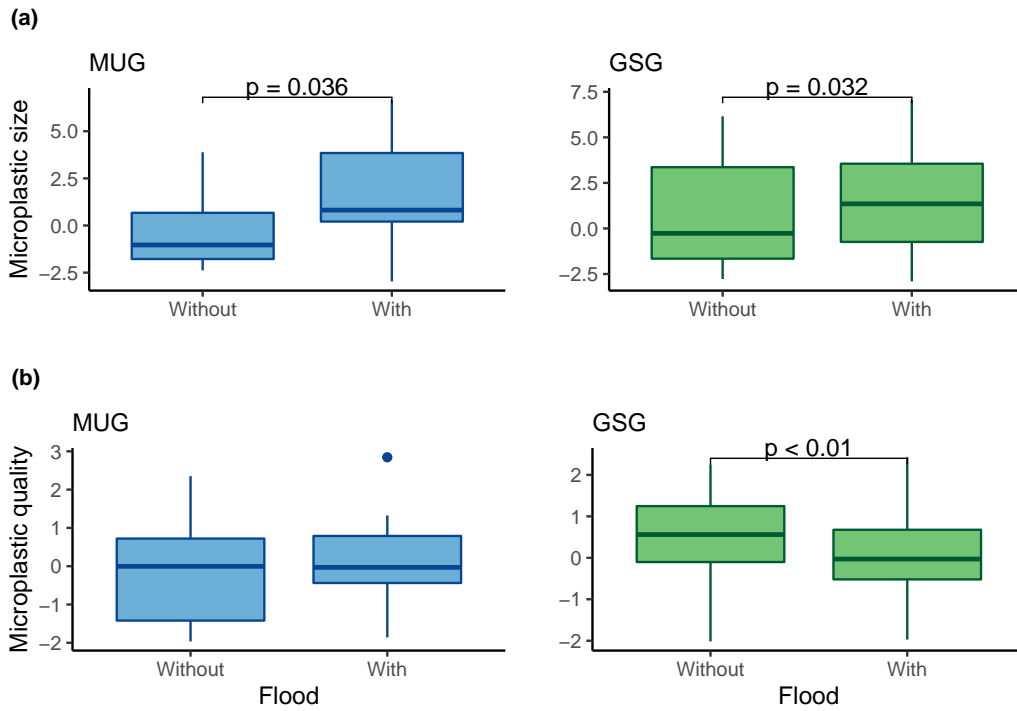 (a)
MUG
GSG
p = 0.036
p = 0.032
Microplastic size
5.0
2.5
0.0
−2.5
7.5
5.0
2.5
0.0
−2.5
Without
With
Without
With
(b)
MUG
GSG
p < 0.01
Microplastic quality
3
2
1
0
−1
−2
2
1
0
−1
−2
Without
With
Without
With
Flood
Flood